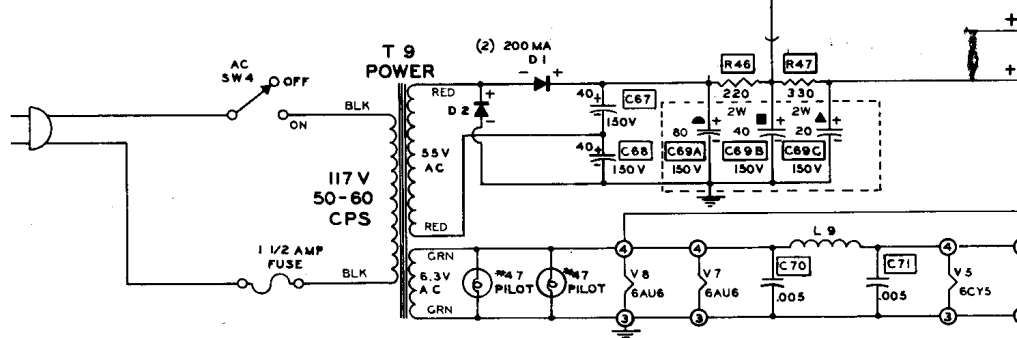 AC
SW4
OFF
ON
BLK
BLK
1 1/2 AMP
FUSE
117 V
50-60
CPS
T 9
POWER
RED
55V
AC
RED
GRN
6.3V
A C
GRN
(2) 200 MA
D 1
- +
D 2
+
-
40
+
C67
150V
40
+
C68
150V
R46
220
2W
R47
330
2W
80
+
C69A
150V
40
+
C69B
150V
20
+
C69C
150V
+
+
#47
PILOT
#47
PILOT
4
V 8
6AU6
3
4
V 7
6AU6
3
L 9
C70
.005
C71
.005
4
V 5
6CY5
3